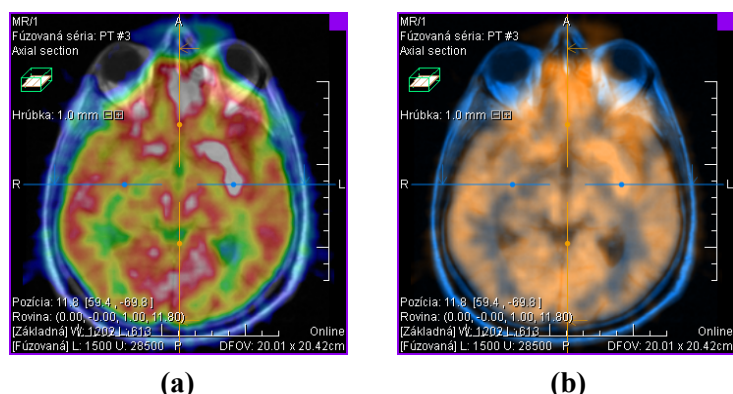 MR/1
Fúzovaná séria: PT #3
Axial section
A
Hrúbka: 1.0 mm
R
L
Pozícia: 11.8 [59.4, -69.8]
Rovina: (0.00, -0.00, 1.00, 11.80)
[Základná] W: 1202 L: 613
Online
[Fúzovaná] L: 1500 U: 28500
P
DFOV: 20.01 x 20.42cm
(a)
MR/1
Fúzovaná séria: PT #3
Axial section
A
Hrúbka: 1.0 mm
R
L
Pozícia: 11.8 [59.4, -69.8]
Rovina: (0.00, -0.00, 1.00, 11.80)
[Základná] W: 1202 L: 613
Online
[Fúzovaná] L: 1500 U: 28500
P
DFOV: 20.01 x 20.42cm
(b)